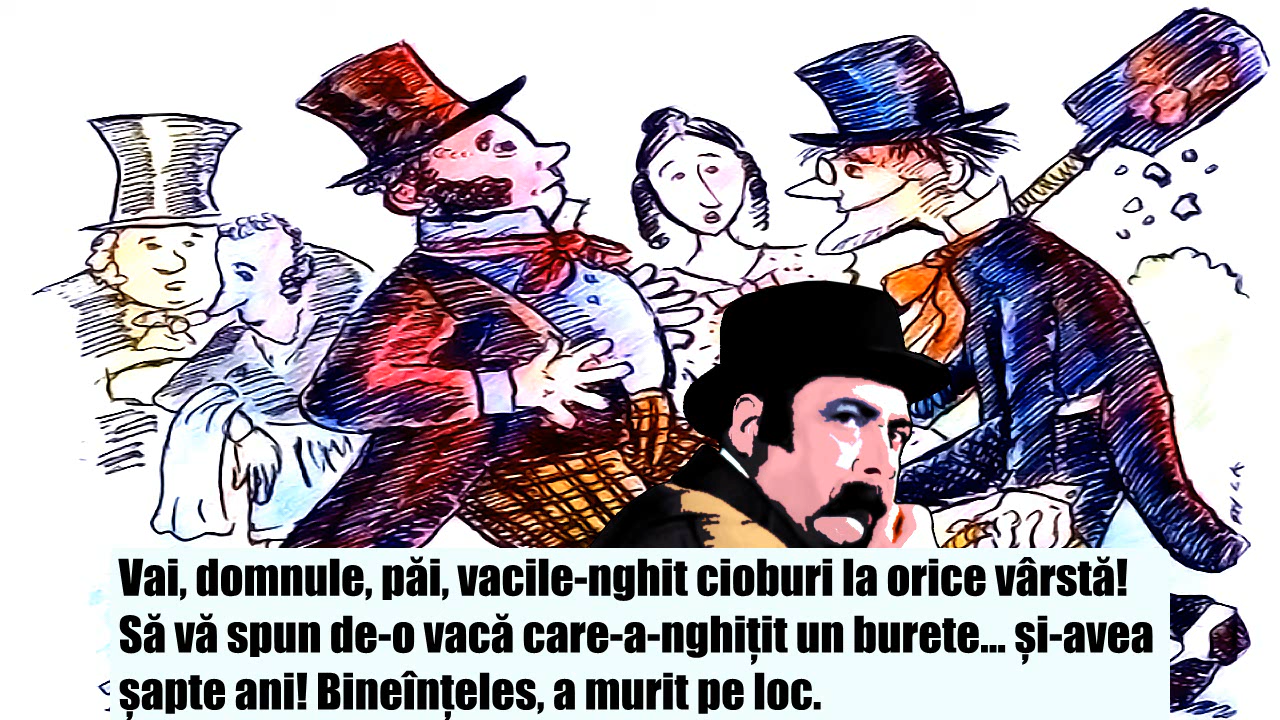 Vai, domnule, păi, vacile-nghit cioburi la orice vârstă!
Să vă spun de-o vacă care-a-nghițit un burete... și-avea
șapte ani! Bineînțeles, a murit pe loc.